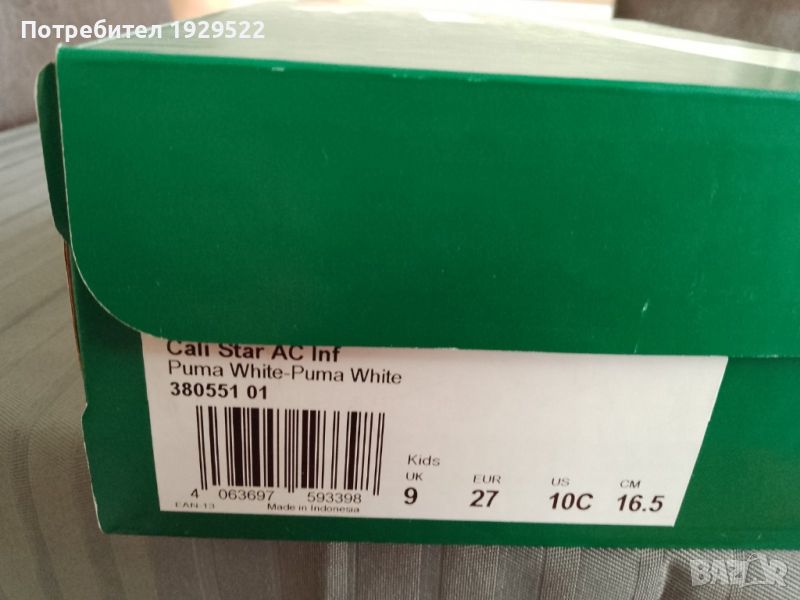 Потребител 1929522
Cali Star AC Inf
Puma White-Puma White
380551 01
Kids
UK EUR US CM
9 27 10C 16.5
4 063697 593398
EAN-13 Made in Indonesia
BAZAR